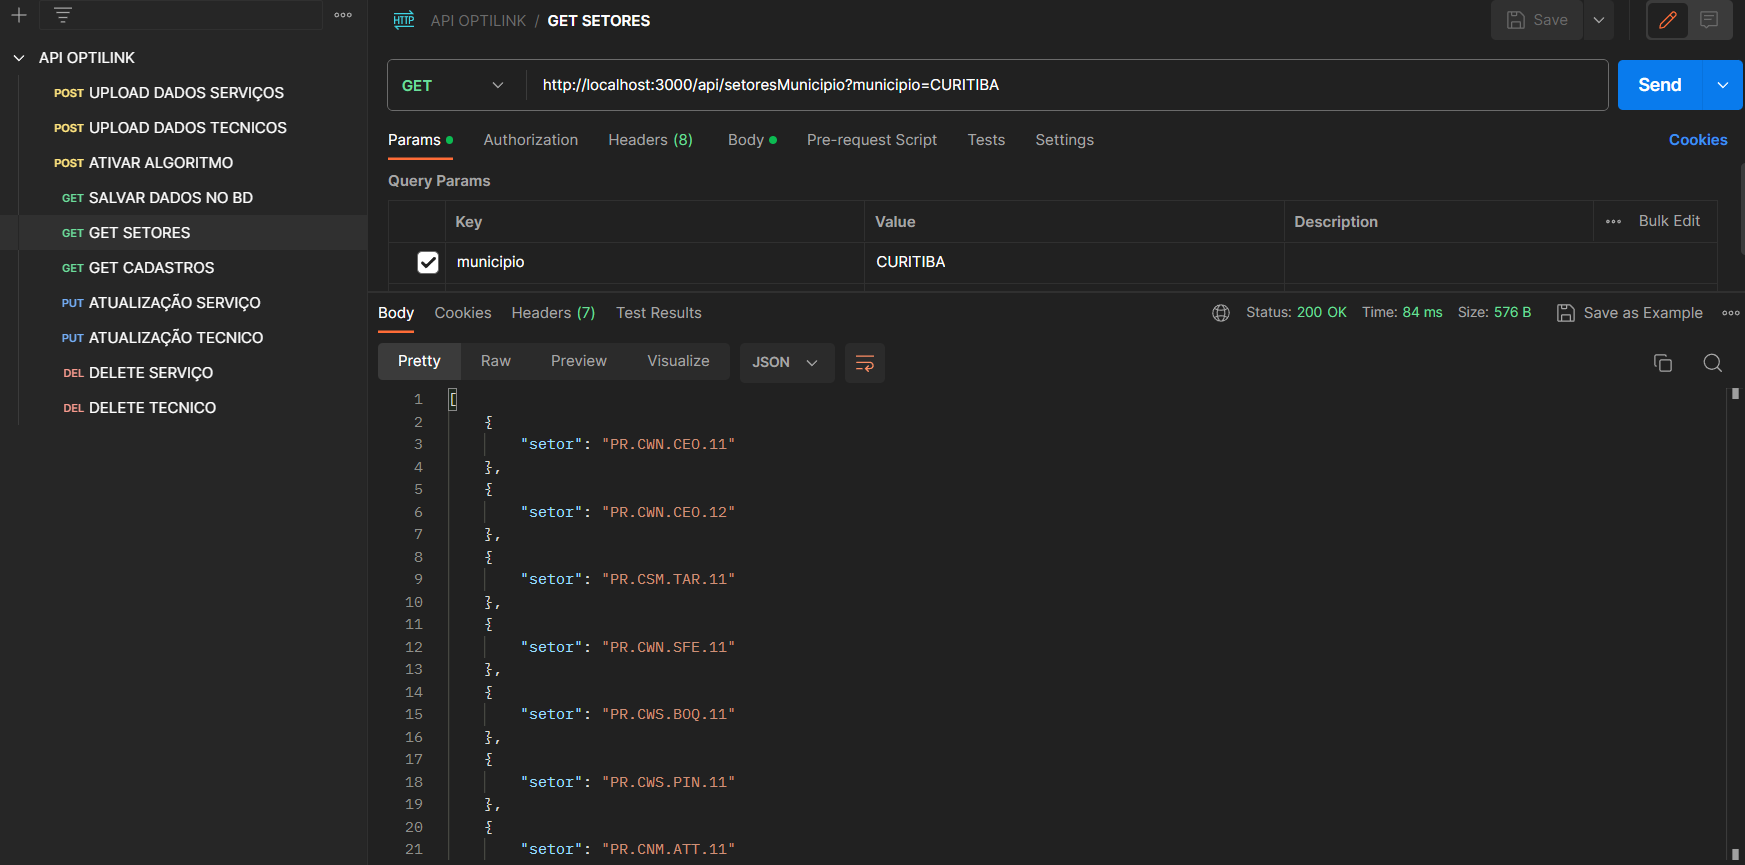 API OPTILINK / GET SETORES
Save
API OPTILINK
POST UPLOAD DADOS SERVIÇOS
POST UPLOAD DADOS TECNICOS
POST ATIVAR ALGORITMO
GET SALVAR DADOS NO BD
GET GET SETORES
GET GET CADASTROS
PUT ATUALIZAÇÃO SERVIÇO
PUT ATUALIZAÇÃO TECNICO
DEL DELETE SERVIÇO
DEL DELETE TECNICO
GET http://localhost:3000/api/setoresMunicipio?municipio=CURITIBA Send
Params Authorization Headers (8) Body Pre-request Script Tests Settings Cookies
Query Params
Key Value Description Bulk Edit
municipio CURITIBA
Body Cookies Headers (7) Test Results Status: 200 OK Time: 84 ms Size: 576 B Save as Example
Pretty Raw Preview Visualize JSON
1 [
2 {
3 "setor": "PR.CWN.CEO.11"
4 },
5 {
6 "setor": "PR.CWN.CEO.12"
7 },
8 {
9 "setor": "PR.CSM.TAR.11"
10 },
11 {
12 "setor": "PR.CWN.SFE.11"
13 },
14 {
15 "setor": "PR.CWS.BOQ.11"
16 },
17 {
18 "setor": "PR.CWS.PIN.11"
19 },
20 {
21 "setor": "PR.CNM.ATT.11"